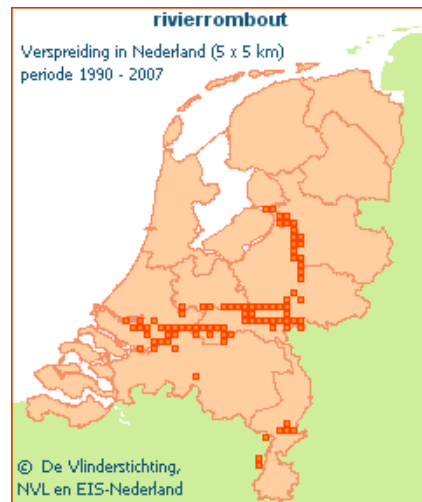 rivierrombout
Verspreiding in Nederland (5 x 5 km)
periode 1990 - 2007
© De Vlinderstichting,
NVL en EIS-Nederland